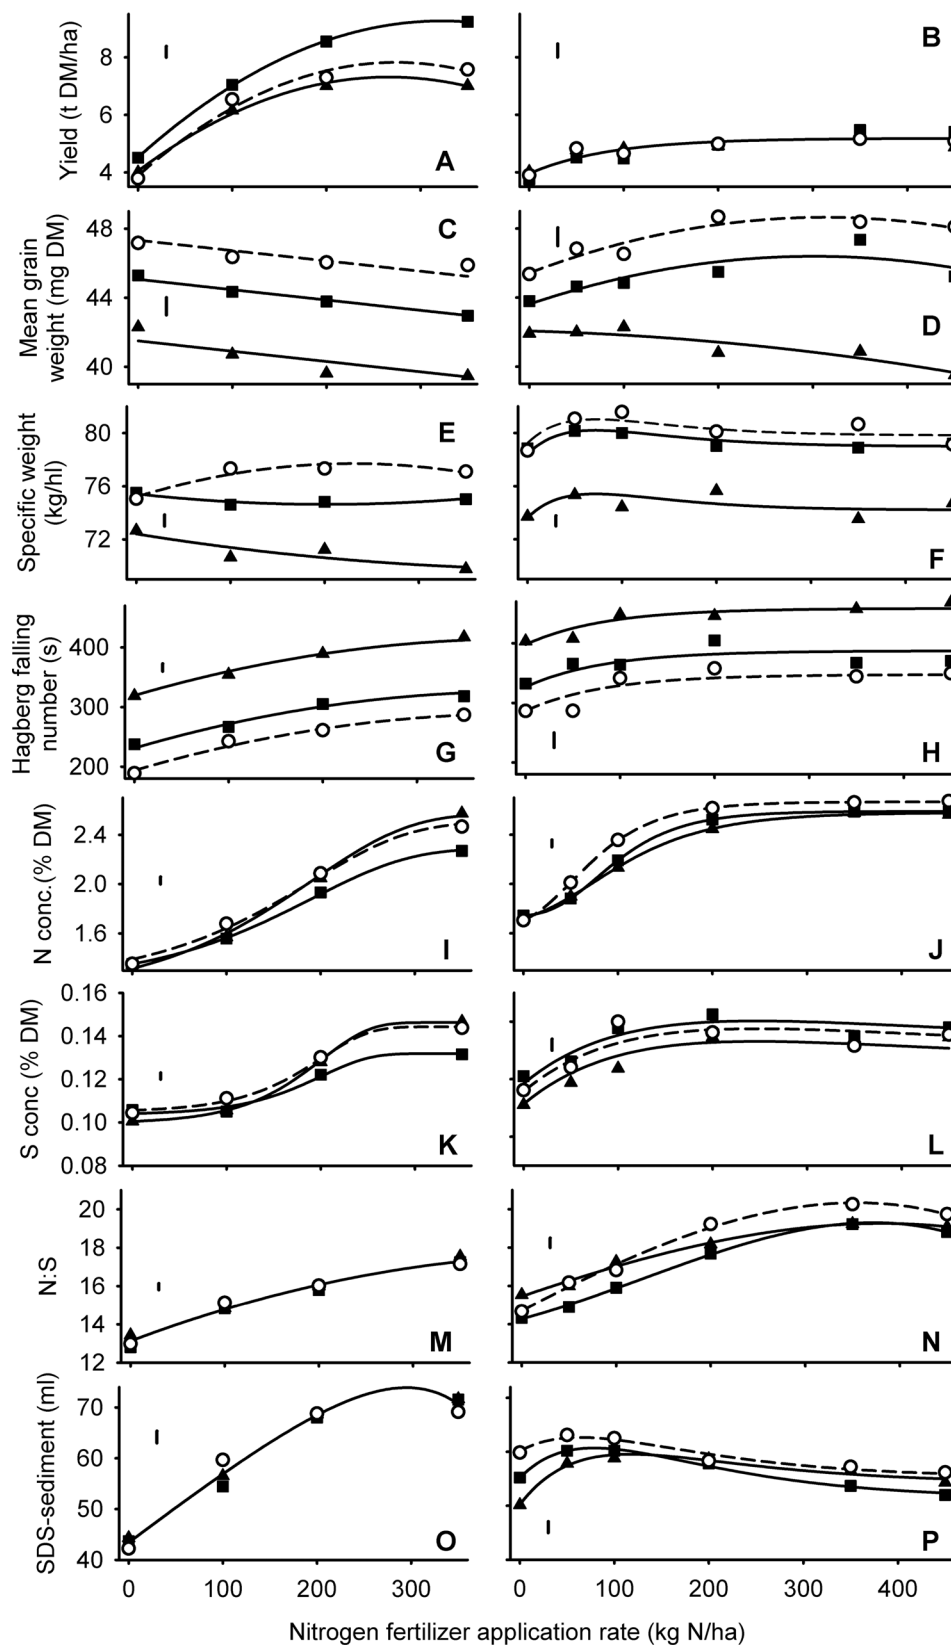 Yield (t DM/ha)
8
6
4
A
B
Mean grain
weight (mg DM)
48
44
40
C
D
Specific weight
(kg/hl)
80
76
72
E
F
Hagberg falling
number (s)
400
300
200
G
H
N conc.(% DM)
2.4
2.0
1.6
I
J
S conc (% DM)
0.16
0.14
0.12
0.10
0.08
K
L
N:S
20
18
16
14
12
M
N
SDS-sediment (ml)
70
60
50
40
O
P
0 100 200 300 0 100 200 300 400
Nitrogen fertilizer application rate (kg N/ha)